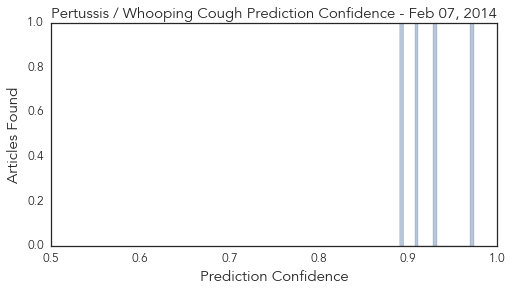 Pertussis / Whooping Cough Prediction Confidence - Feb 07, 2014
1.0
0.8
0.6
0.4
0.2
0.0
Articles Found
0.5 0.6 0.7 0.8 0.9 1.0
Prediction Confidence